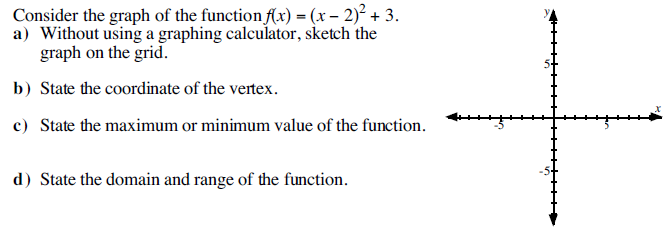 Consider the graph of the function f(x) = (x – 2)² + 3.
a) Without using a graphing calculator, sketch the
graph on the grid.
b) State the coordinate of the vertex.
c) State the maximum or minimum value of the function.
d) State the domain and range of the function.
y
5
x
-5 5
-5